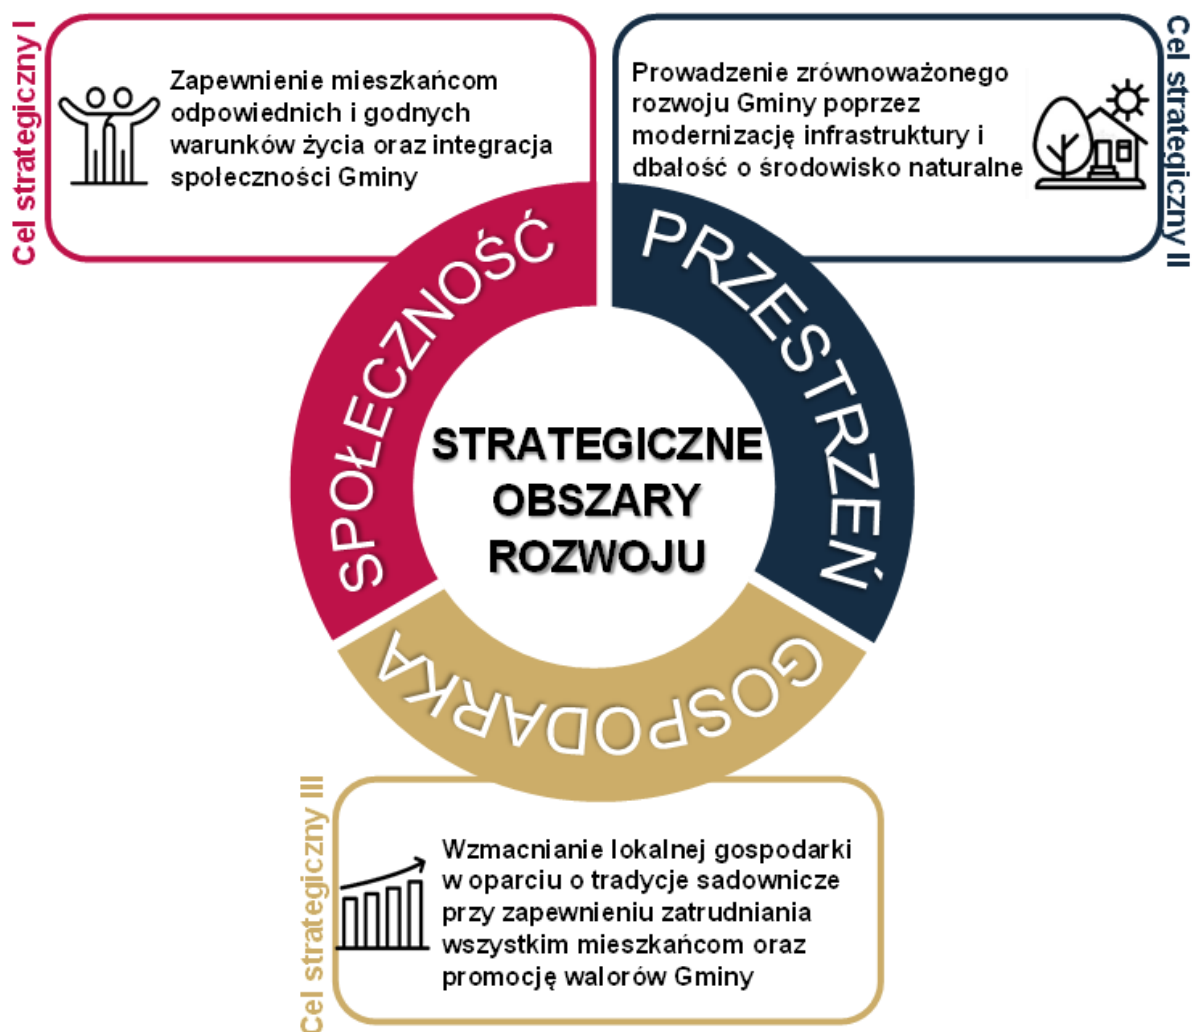 Cel strategiczny I
Zapewnienie mieszkańcom
odpowiednich i godnych
warunków życia oraz integracja
społeczności Gminy
Prowadzenie zrównoważonego
rozwoju Gminy poprzez
modernizację infrastruktury i
dbałość o środowisko naturalne
Cel strategiczny II
SPOŁECZNOŚĆ
PRZESTRZEŃ
STRATEGICZNE
OBSZARY
ROZWOJU
GOSPODARKA
Cel strategiczny III
Wzmacnianie lokalnej gospodarki
w oparciu o tradycje sadownicze
przy zapewnieniu zatrudniania
wszystkim mieszkańcom oraz
promocję walorów Gminy